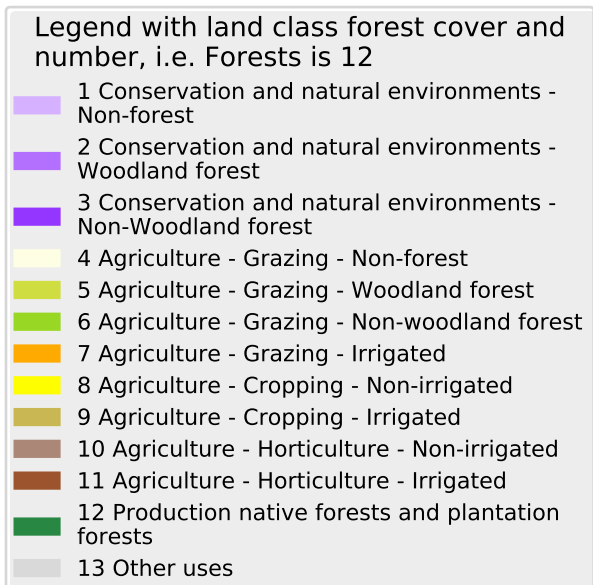 Legend with land class forest cover and
number, i.e. Forests is 12
1 Conservation and natural environments -
Non-forest
2 Conservation and natural environments -
Woodland forest
3 Conservation and natural environments -
Non-Woodland forest
4 Agriculture - Grazing - Non-forest
5 Agriculture - Grazing - Woodland forest
6 Agriculture - Grazing - Non-woodland forest
7 Agriculture - Grazing - Irrigated
8 Agriculture - Cropping - Non-irrigated
9 Agriculture - Cropping - Irrigated
10 Agriculture - Horticulture - Non-irrigated
11 Agriculture - Horticulture - Irrigated
12 Production native forests and plantation
forests
13 Other uses